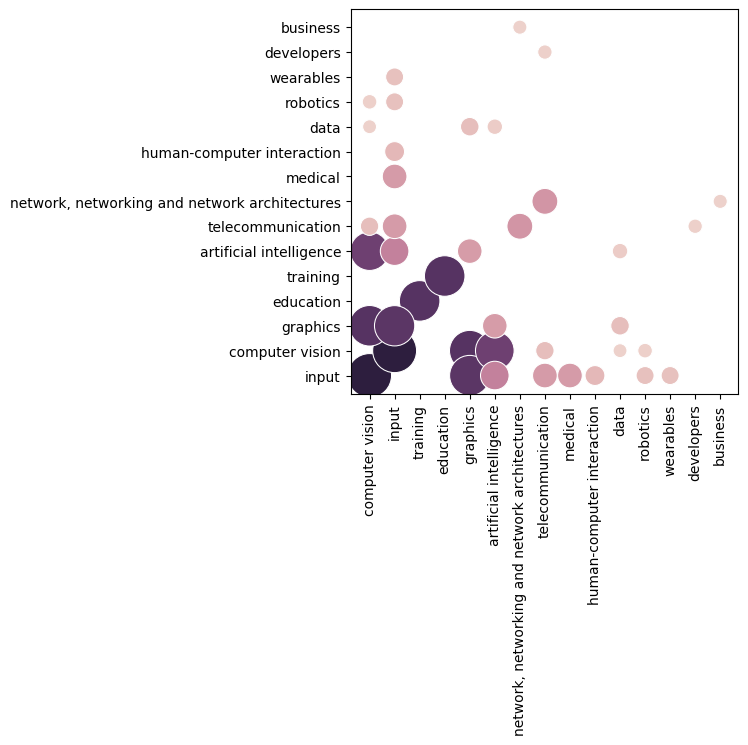 business
developers
wearables
robotics
data
human-computer interaction
medical
network, networking and network architectures
telecommunication
artificial intelligence
training
education
graphics
computer vision
input
computer vision
input
training
education
graphics
artificial intelligence
network, networking and network architectures
telecommunication
medical
human-computer interaction
data
robotics
wearables
developers
business